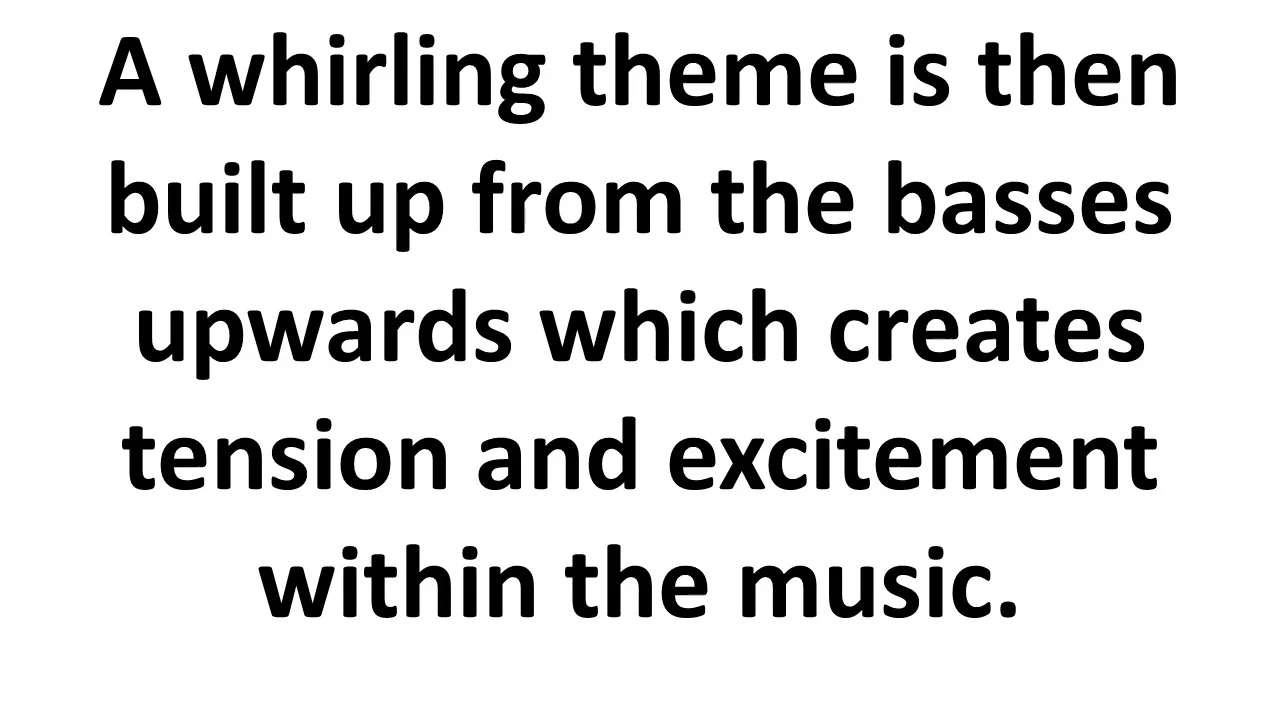 A whirling theme is then
built up from the basses
upwards which creates
tension and excitement
within the music.